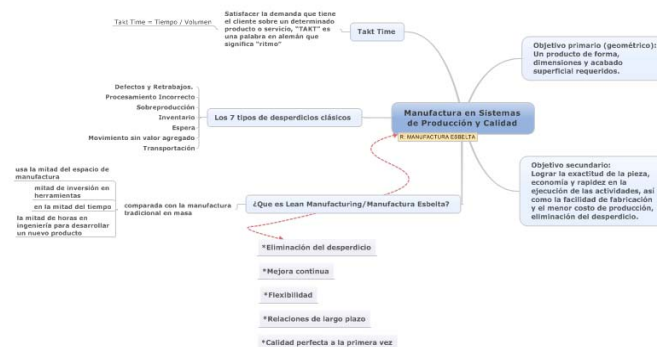 Satisfacer la demanda que tiene
el cliente sobre un determinado
producto o servicio, "TAKT" es
una palabra en alemán que
significa "ritmo"
Takt Time = Tiempo / Volumen
Takt Time
Objetivo primario (geométrico):
Un producto de forma,
dimensiones y acabado
superficial requeridos.
Defectos y Retrabajos.
Procesamiento Incorrecto
Sobreproducción
Inventario
Espera
Movimiento sin valor agregado
Transportación
Los 7 tipos de desperdicios clásicos
Manufactura en Sistemas
de Producción y Calidad
R: MANUFACTURA ESBELTA
Objetivo secundario:
Lograr la exactitud de la pieza,
economía y rapidez en la
ejecución de las actividades, así
como la facilidad de fabricación
y el menor costo de producción,
eliminación del desperdicio.
usa la mitad del espacio de
manufactura
mitad de inversión en
herramientas
en la mitad del tiempo
la mitad de horas en
ingeniería para desarrollar
un nuevo producto
comparada con la manufactura
tradicional en masa
¿Que es Lean Manufacturing/Manufactura Esbelta?
*Eliminación del desperdicio
*Mejora continua
*Flexibilidad
*Relaciones de largo plazo
*Calidad perfecta a la primera vez